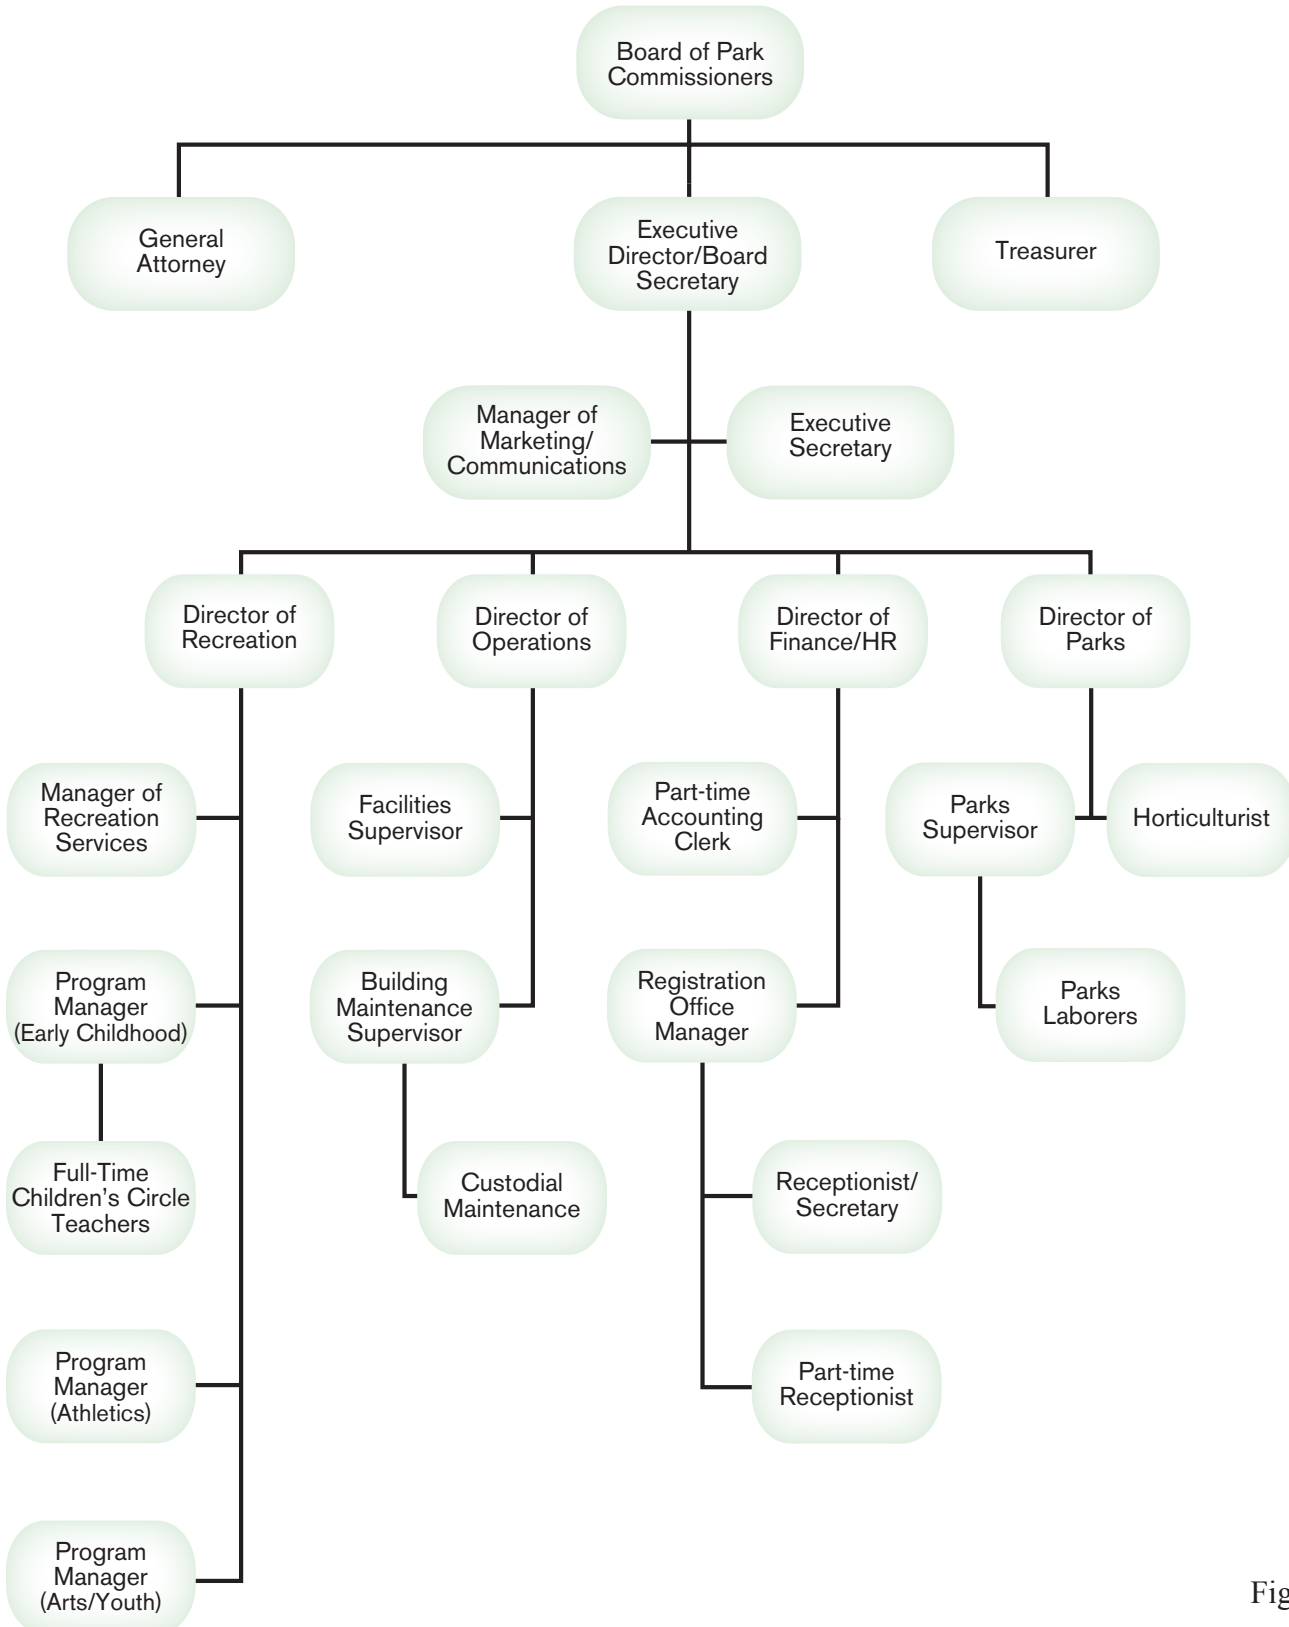 Board of Park
Commissioners
General
Attorney
Executive
Director/Board
Secretary
Treasurer
Manager of
Marketing/
Communications
Executive
Secretary
Director of
Recreation
Director of
Operations
Director of
Finance/HR
Director of
Parks
Manager of
Recreation
Services
Facilities
Supervisor
Part-time
Accounting
Clerk
Parks
Supervisor
Horticulturist
Program
Manager
(Early Childhood)
Building
Maintenance
Supervisor
Registration
Office
Manager
Parks
Laborers
Full-Time
Children’s Circle
Teachers
Custodial
Maintenance
Receptionist/
Secretary
Program
Manager
(Athletics)
Part-time
Receptionist
Program
Manager
(Arts/Youth)
Fig